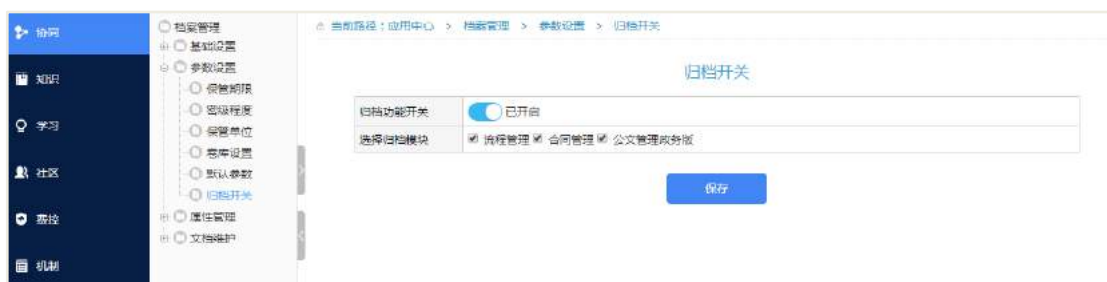 协同
知识
学习
社区
费控
机制
档案管理
基础设置
参数设置
保管期限
密级程度
保管单位
卷库设置
默认参数
归档开关
属性管理
文档维护
当前路径：应用中心 > 档案管理 > 参数设置 > 归档开关
归档开关
归档功能开关 已开启
选择归档模块 流程管理 合同管理 公文管理政务版
保存